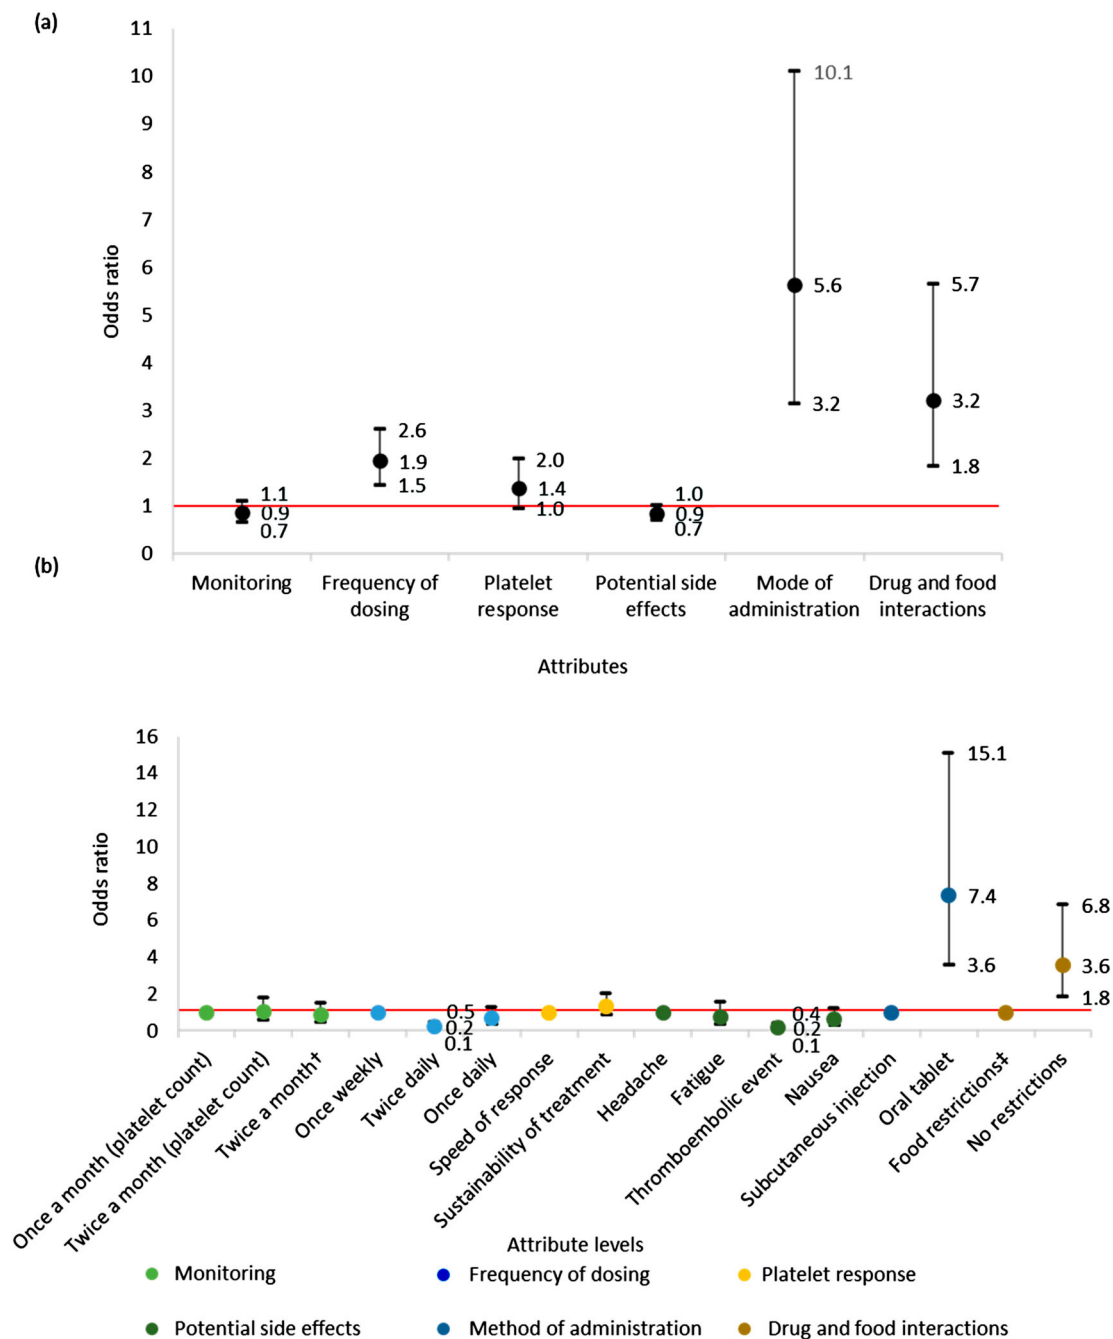 (a)
11
10
9
8
7
6
5
4
3
2
1
0
Odds ratio
1.1
0.9
0.7
2.6
1.9
1.5
2.0
1.4
1.0
1.0
0.9
0.7
10.1
5.6
3.2
5.7
3.2
1.8
Monitoring
Frequency of
dosing
Platelet
response
Potential side
effects
Mode of
administration
Drug and food
interactions
Attributes
(b)
16
14
12
10
8
6
4
2
0
Odds ratio
0.5
0.2
0.1
0.4
0.2
0.1
15.1
7.4
3.6
6.8
3.6
1.8
Once a month (platelet count)
Twice a month (platelet count)
Twice a month†
Once weekly
Twice daily
Once daily
Speed of response
Sustainability of treatment
Headache
Fatigue
Thromboembolic event
Nausea
Subcutaneous injection
Oral tablet
Food restrictions‡
No restrictions
Attribute levels
Monitoring
Frequency of dosing
Platelet response
Potential side effects
Method of administration
Drug and food interactions